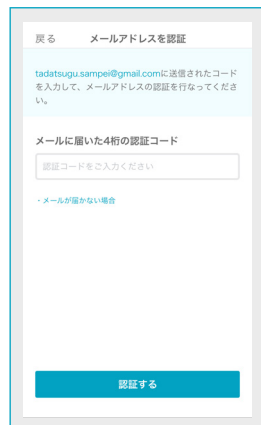 戻る メールアドレスを認証
tadatsugu.sampei@gmail.comに送信されたコード
を入力して、メールアドレスの認証を行なってくださ
い。
メールに届いた4桁の認証コード
認証コードをご入力ください
・メールが届かない場合
認証する